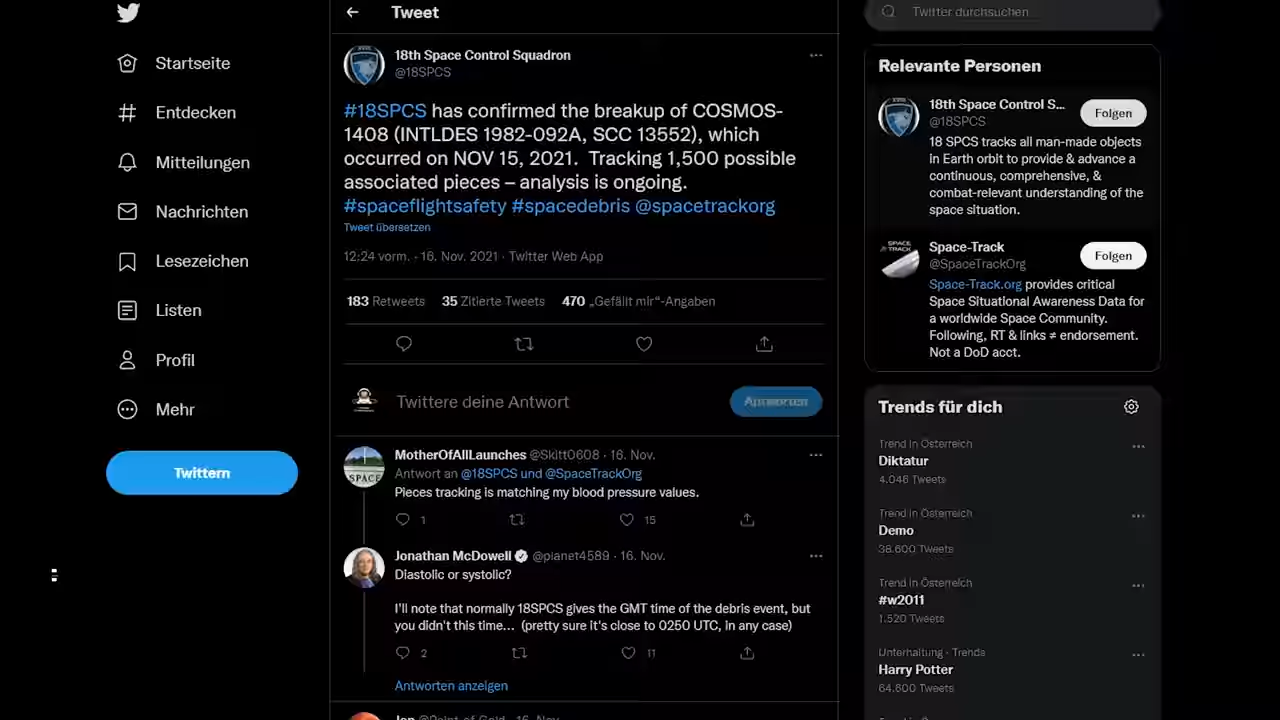 Tweet
Twitter durchsuchen
Startseite
Entdecken
Mitteilungen
Nachrichten
Lesezeichen
Listen
Profil
Mehr
Twittern
18th Space Control Squadron
@18SPCS
#18SPCS has confirmed the breakup of COSMOS-
1408 (INTLDES 1982-092A, SCC 13552), which
occurred on NOV 15, 2021. Tracking 1,500 possible
associated pieces – analysis is ongoing.
#spaceflightsafety #spacedebris @spacetrackorg
Tweet übersetzen
12:24 vorm. · 16. Nov. 2021 · Twitter Web App
183 Retweets 35 Zitierte Tweets 470 „Gefällt mir“-Angaben
Twittere deine Antwort
Antworten
MotherOfAllLaunches @Skitt0608 · 16. Nov.
Antwort an @18SPCS und @SpaceTrackOrg
Pieces tracking is matching my blood pressure values.
1 15
SPACE
Jonathan McDowell @planet4589 · 16. Nov.
Diastolic or systolic?
I'll note that normally 18SPCS gives the GMT time of the debris event, but
you didn't this time... (pretty sure it's close to 0250 UTC, in any case)
2 11
Antworten anzeigen
Relevante Personen
18th Space Control S...
@18SPCS
Folgen
18 SPCS tracks all man-made objects
in Earth orbit to provide & advance a
continuous, comprehensive, &
combat-relevant understanding of the
space situation.
SPACE
TRACK
Space-Track
@SpaceTrackOrg
Folgen
Space-Track.org provides critical
Space Situational Awareness Data for
a worldwide Space Community.
Following, RT & links ≠ endorsement.
Not a DoD acct.
Trends für dich
Trend in Österreich
Diktatur
4.046 Tweets
Trend in Österreich
Demo
38.600 Tweets
Trend in Österreich
#w2011
1.520 Tweets
Unterhaltung · Trends
Harry Potter
64.600 Tweets